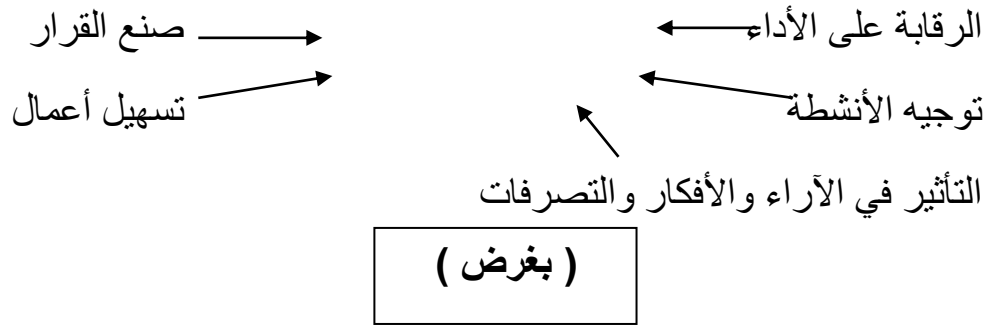 الرقابة على الأداء
صنع القرار
توجيه الأنشطة
تسهيل أعمال
التأثير في الآراء والأفكار والتصرفات
( بغرض )